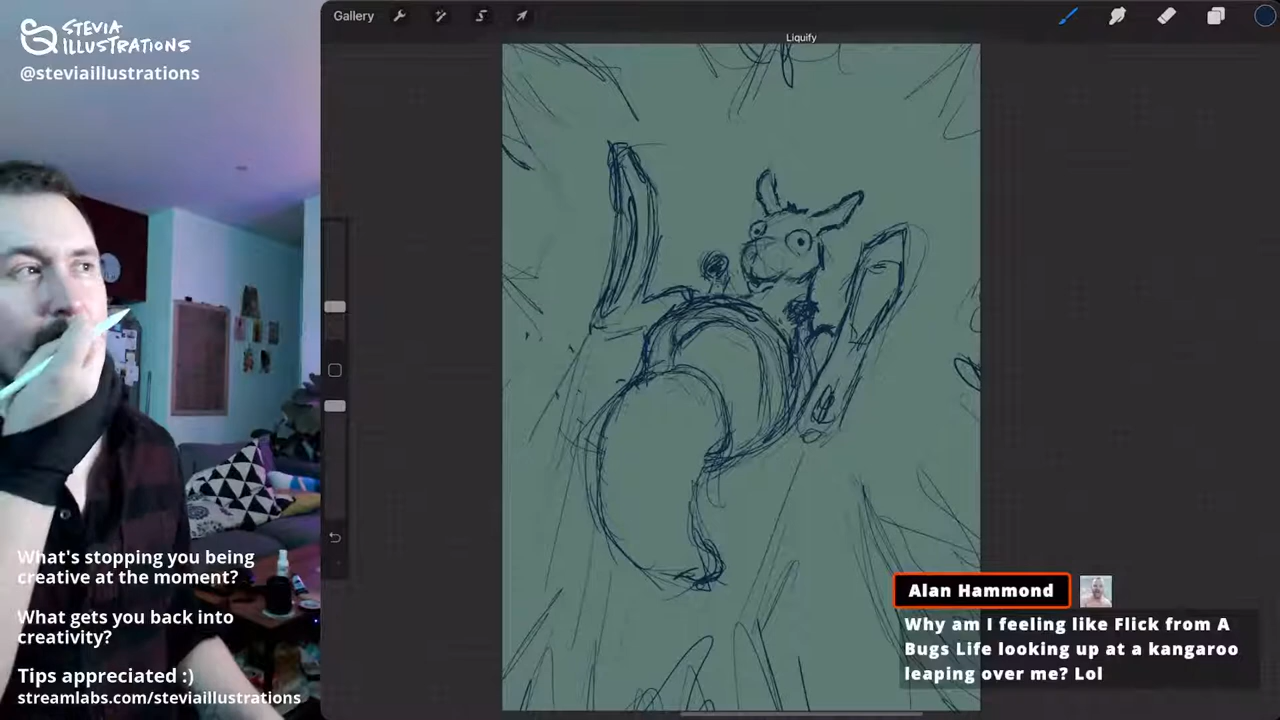 STEVIA
ILLUSTRATIONS
@steviaillustrations
Gallery
Liquify
What's stopping you being
creative at the moment?
What gets you back into
creativity?
Tips appreciated :)
streamlabs.com/steviaillustrations
Alan Hammond
Why am I feeling like Flick from A
Bugs Life looking up at a kangaroo
leaping over me? Lol